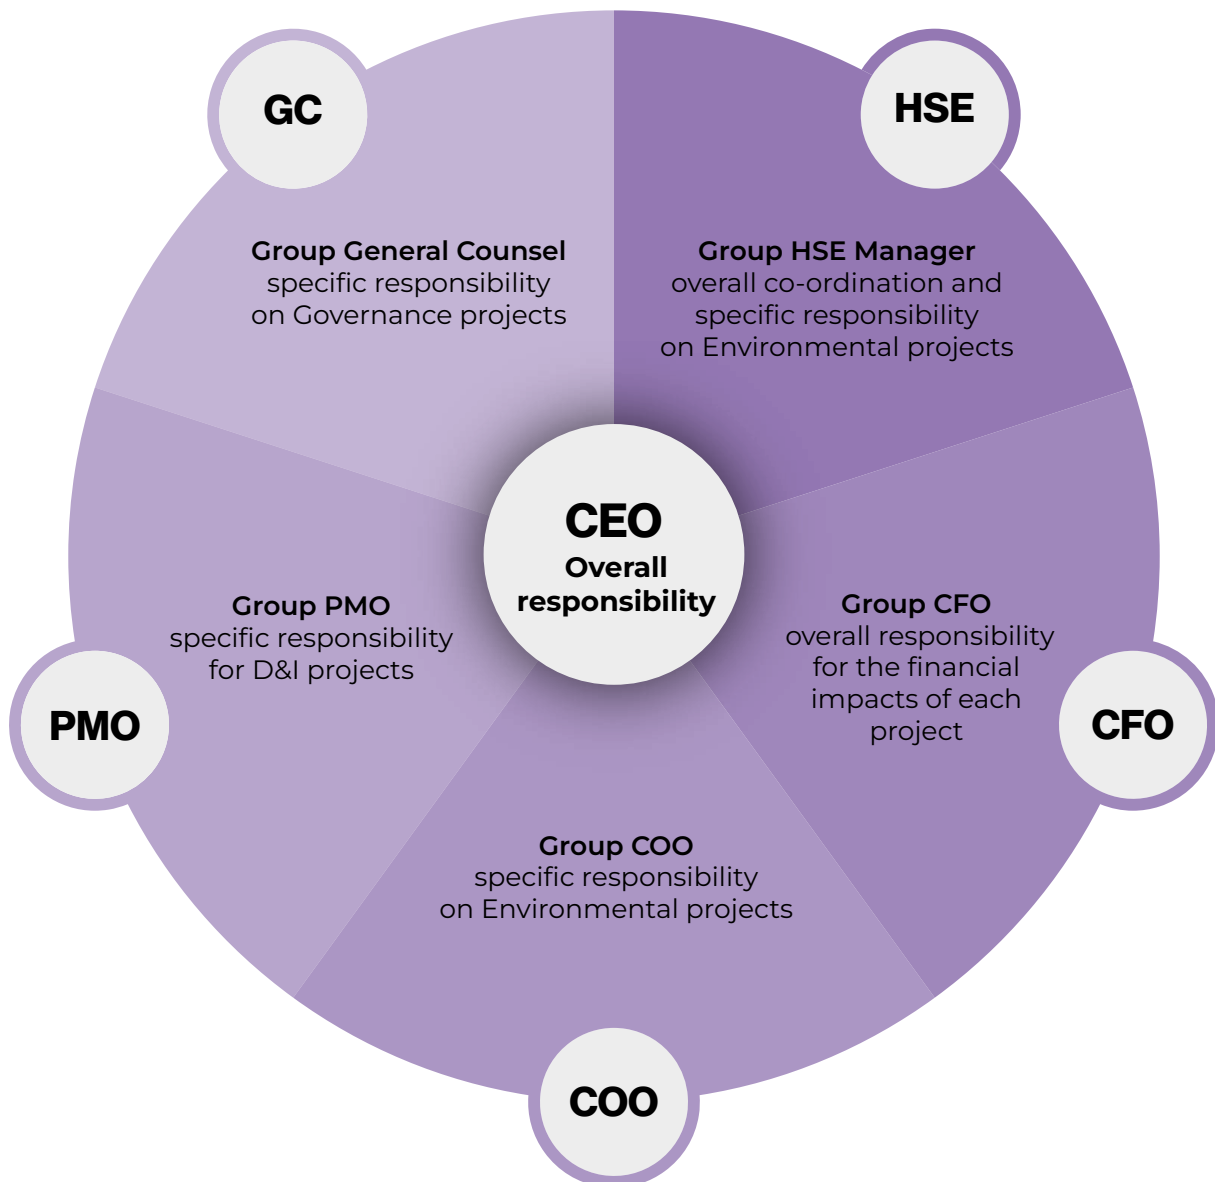 GC
Group General Counsel
specific responsibility
on Governance projects
HSE
Group HSE Manager
overall co-ordination and
specific responsibility
on Environmental projects
CEO
Overall
responsibility
Group PMO
specific responsibility
for D&I projects
PMO
Group CFO
overall responsibility
for the financial
impacts of each
project
CFO
Group COO
specific responsibility
on Environmental projects
COO